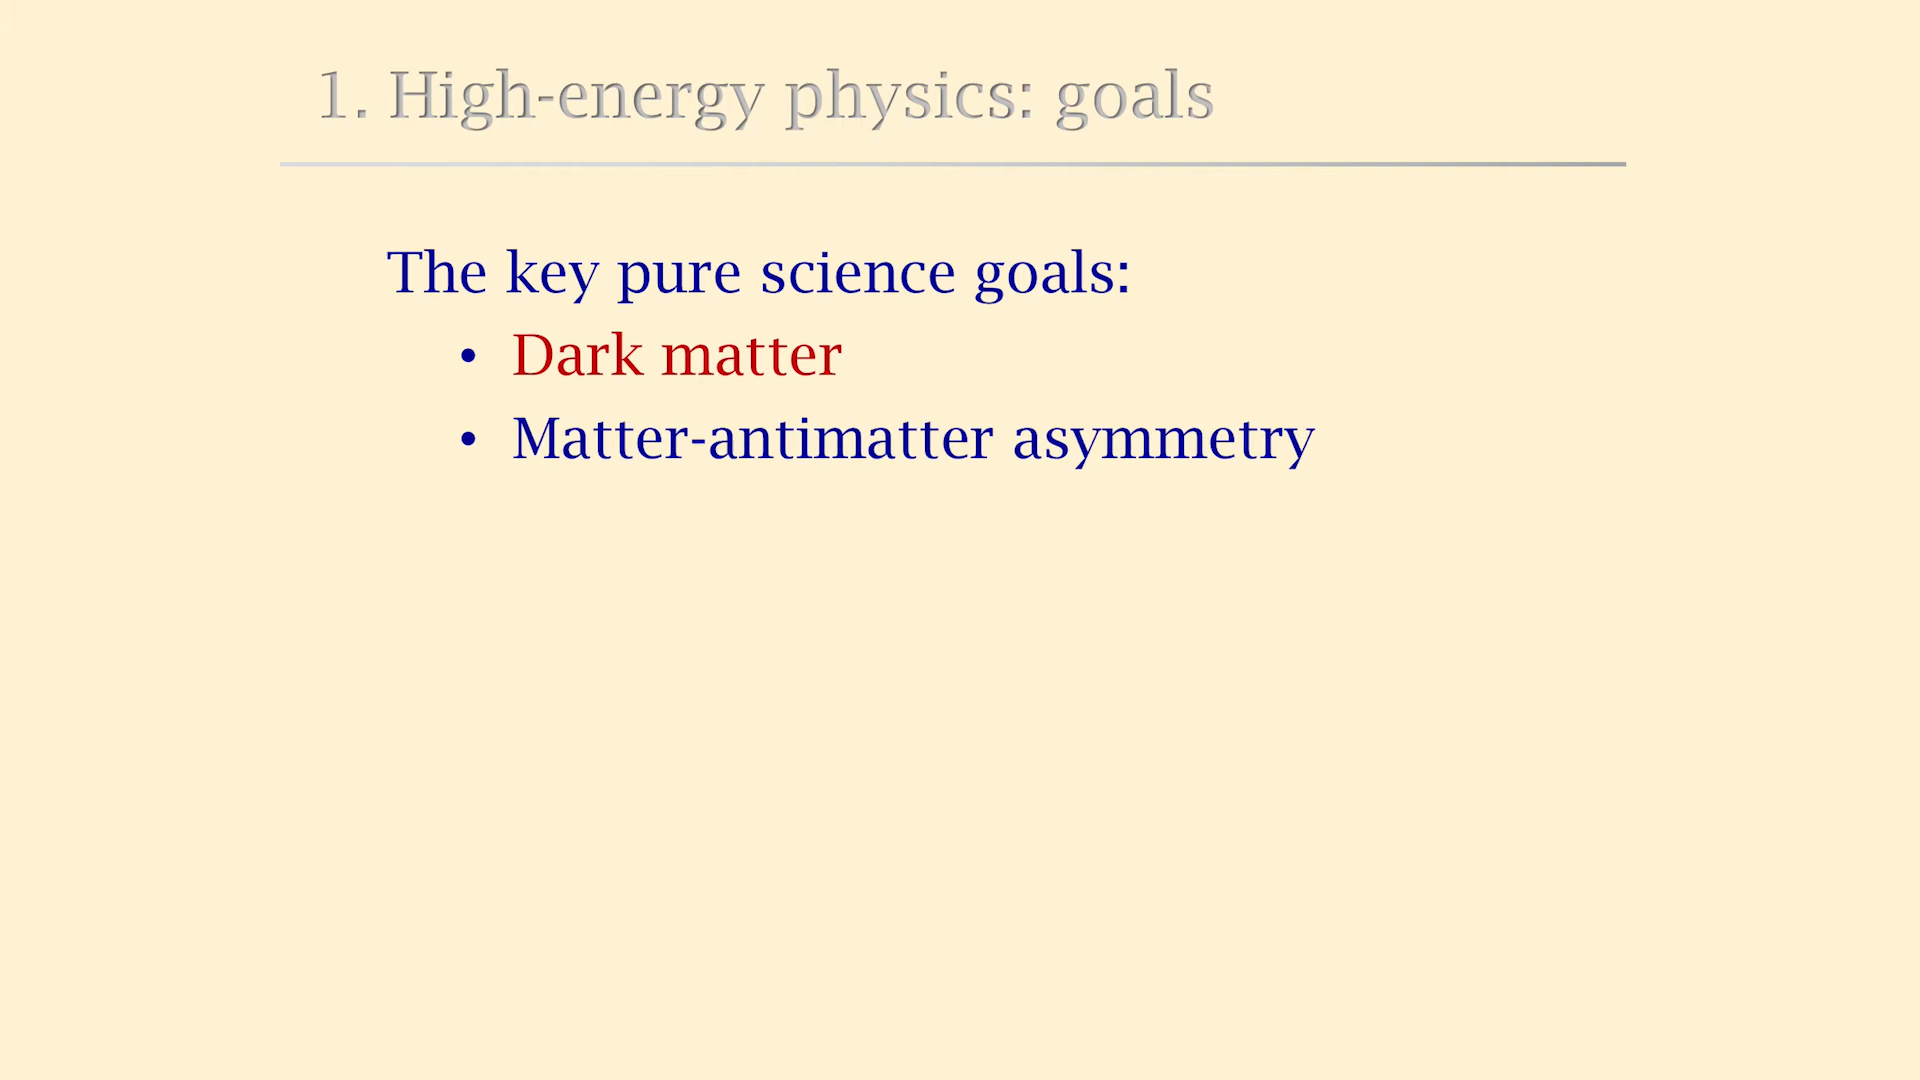 1. High-energy physics: goals
The key pure science goals:
• Dark matter
• Matter-antimatter asymmetry